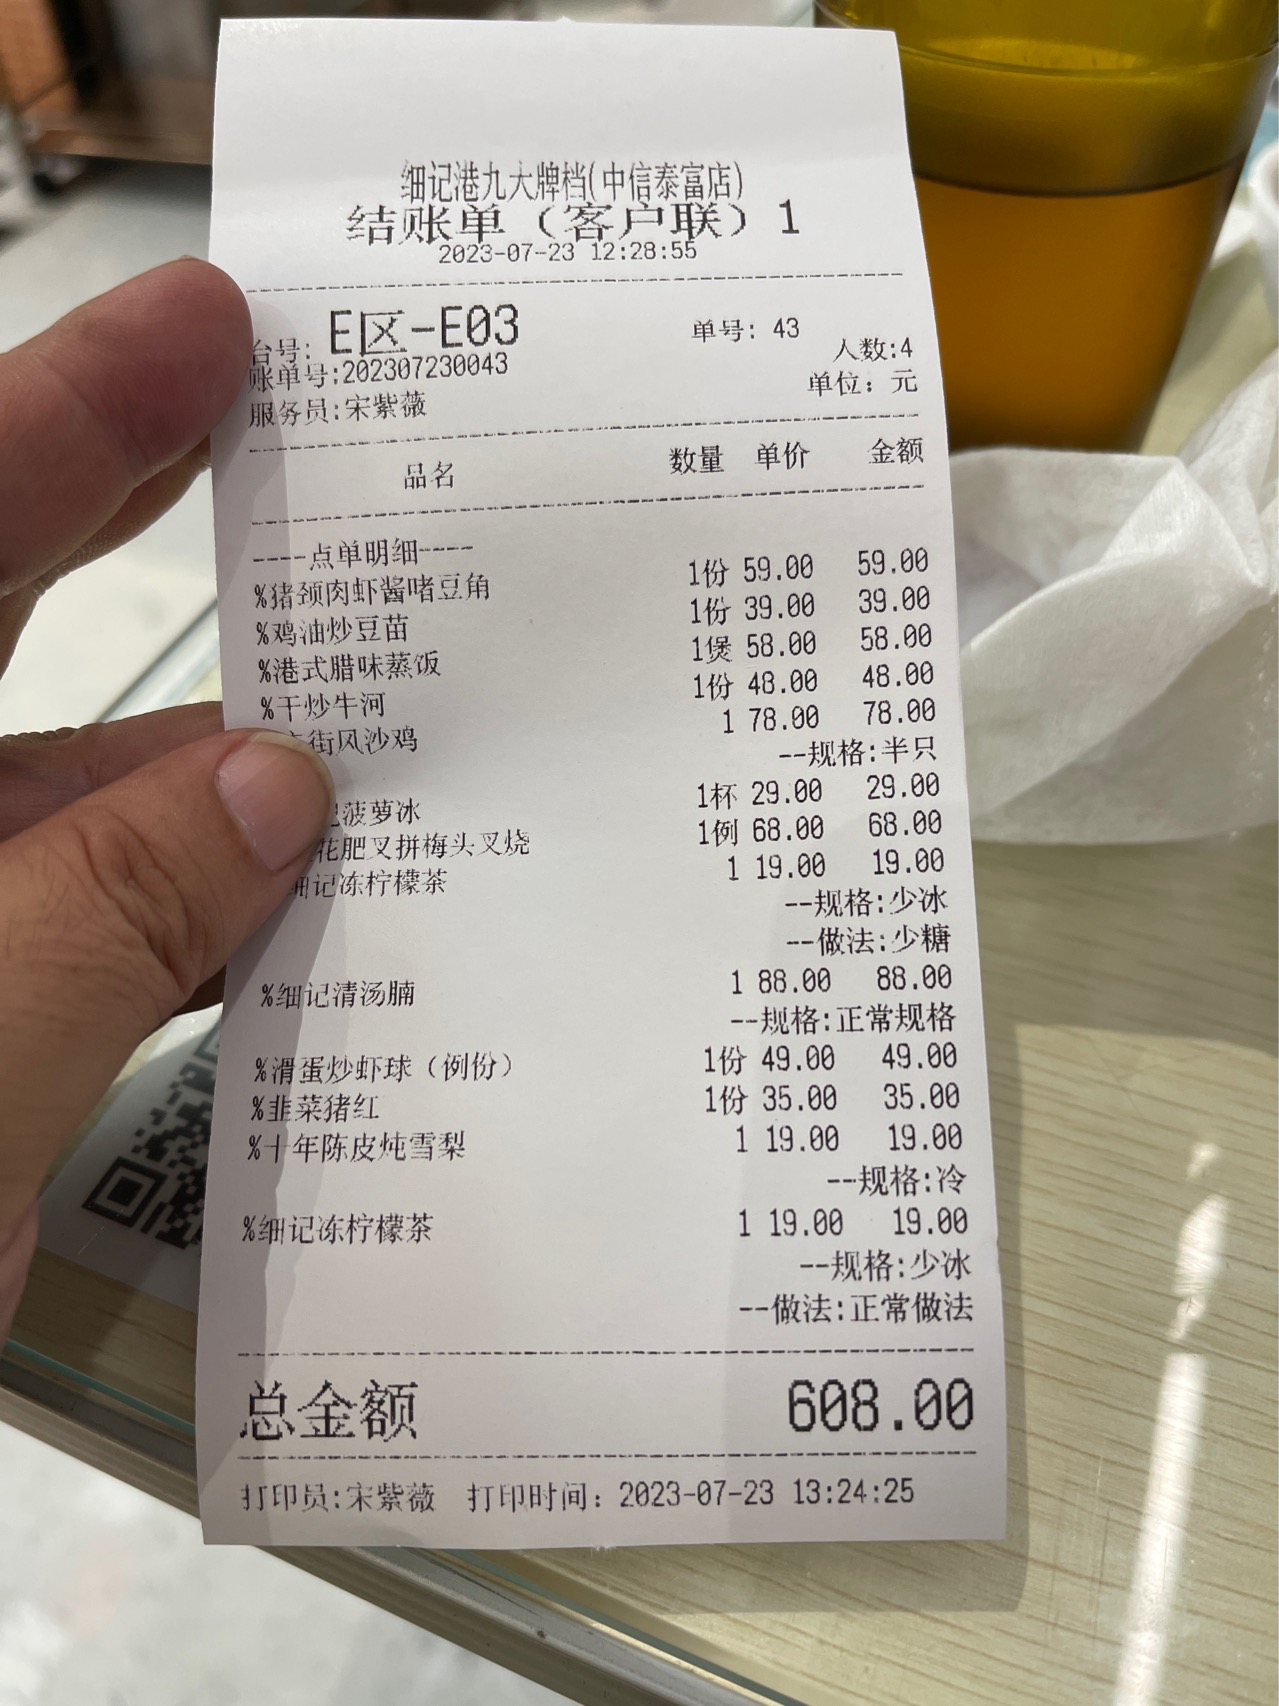 细记港九大牌档(中信泰富店)
结账单（客户联）1
2023-07-23 12:28:55
台号: E区-E03 单号: 43
人数:4
账单号:202307230043
单位: 元
服务员:宋紫薇
品名 数量 单价 金额
----点单明细----
%猪颈肉虾酱啫豆角 1份 59.00 59.00
%鸡油炒豆苗 1份 39.00 39.00
%港式腊味蒸饭 1煲 58.00 58.00
%干炒牛河 1份 48.00 48.00
街风沙鸡 1 78.00 78.00
--规格:半只
菠萝冰 1杯 29.00 29.00
花肥叉拼梅头叉烧 1例 68.00 68.00
细记冻柠檬茶 1 19.00 19.00
--规格:少冰
--做法:少糖
%细记清汤腩 1 88.00 88.00
--规格:正常规格
%滑蛋炒虾球（例份） 1份 49.00 49.00
%韭菜猪红 1份 35.00 35.00
%十年陈皮炖雪梨 1 19.00 19.00
--规格:冷
%细记冻柠檬茶 1 19.00 19.00
--规格:少冰
--做法:正常做法
总金额 608.00
打印员:宋紫薇 打印时间: 2023-07-23 13:24:25